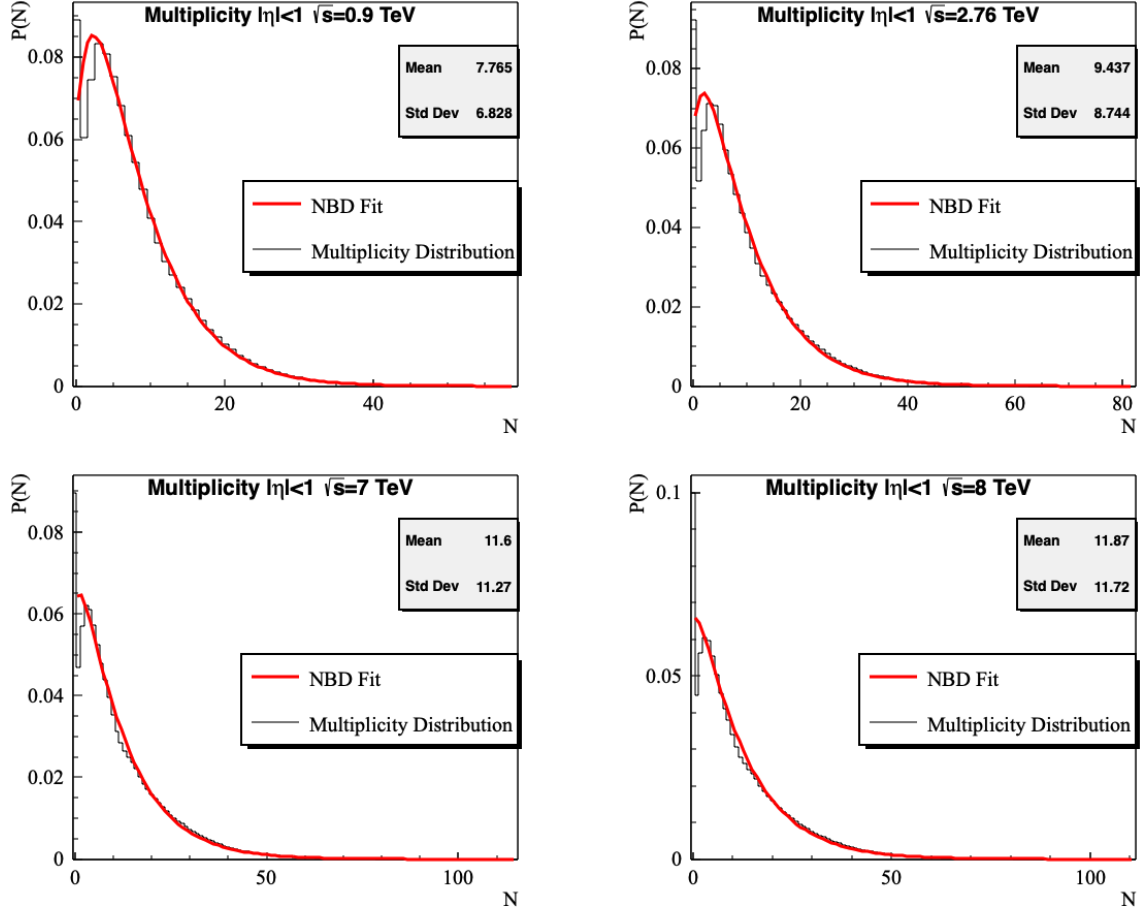 Multiplicity |η|<1 √s=0.9 TeV
P(N)
0.08
0.06
0.04
0.02
0
Mean 7.765
Std Dev 6.828
NBD Fit
Multiplicity Distribution
0 20 40
N
Multiplicity |η|<1 √s=2.76 TeV
P(N)
0.08
0.06
0.04
0.02
0
Mean 9.437
Std Dev 8.744
NBD Fit
Multiplicity Distribution
0 20 40 60 80
N
Multiplicity |η|<1 √s=7 TeV
P(N)
0.08
0.06
0.04
0.02
0
Mean 11.6
Std Dev 11.27
NBD Fit
Multiplicity Distribution
0 50 100
N
Multiplicity |η|<1 √s=8 TeV
P(N)
0.1
0.05
0
Mean 11.87
Std Dev 11.72
NBD Fit
Multiplicity Distribution
0 50 100
N